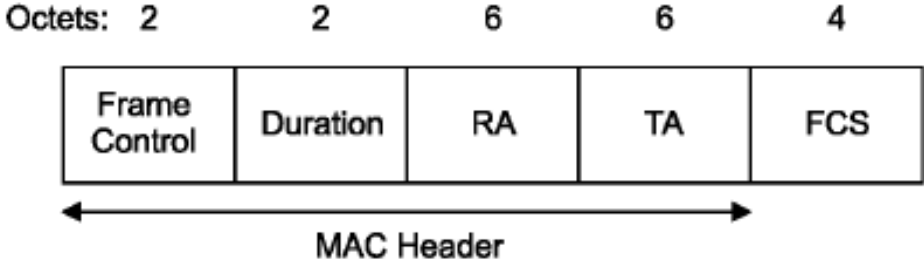 Octets: 2 2 6 6 4
Frame
Control
Duration
RA
TA
FCS
MAC Header